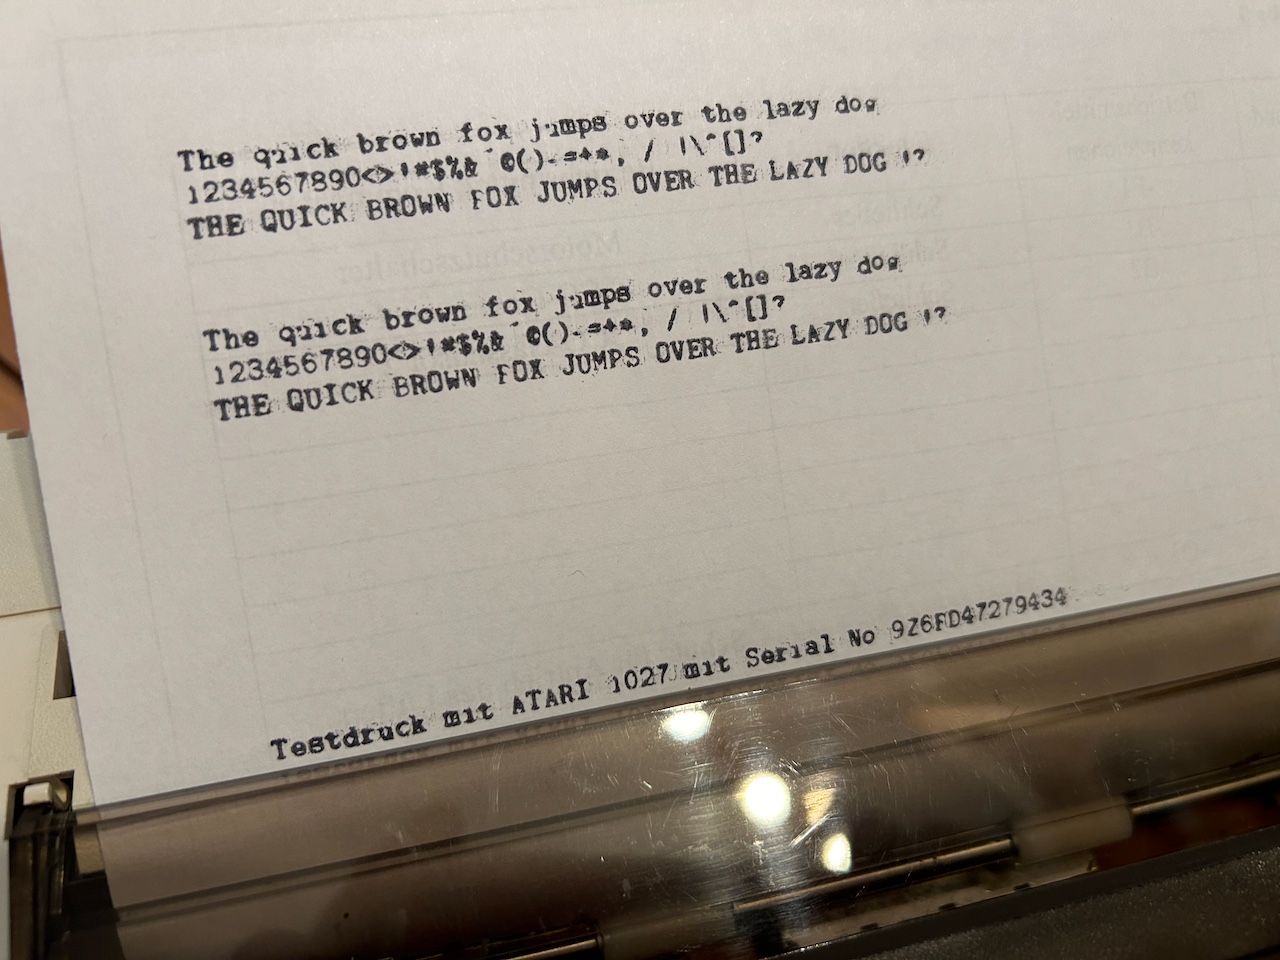 The quick brown fox jumps over the lazy dog
1234567890<>!#$%&´@()-=+*, / |\^[]?
THE QUICK BROWN FOX JUMPS OVER THE LAZY DOG !?
The quick brown fox jumps over the lazy dog
1234567890<>!#$%&´@()-=+*, / |\^[]?
THE QUICK BROWN FOX JUMPS OVER THE LAZY DOG !?
Motorschutzschalter
Testdruck mit ATARI 1027 mit Serial No 9Z6FD47279434